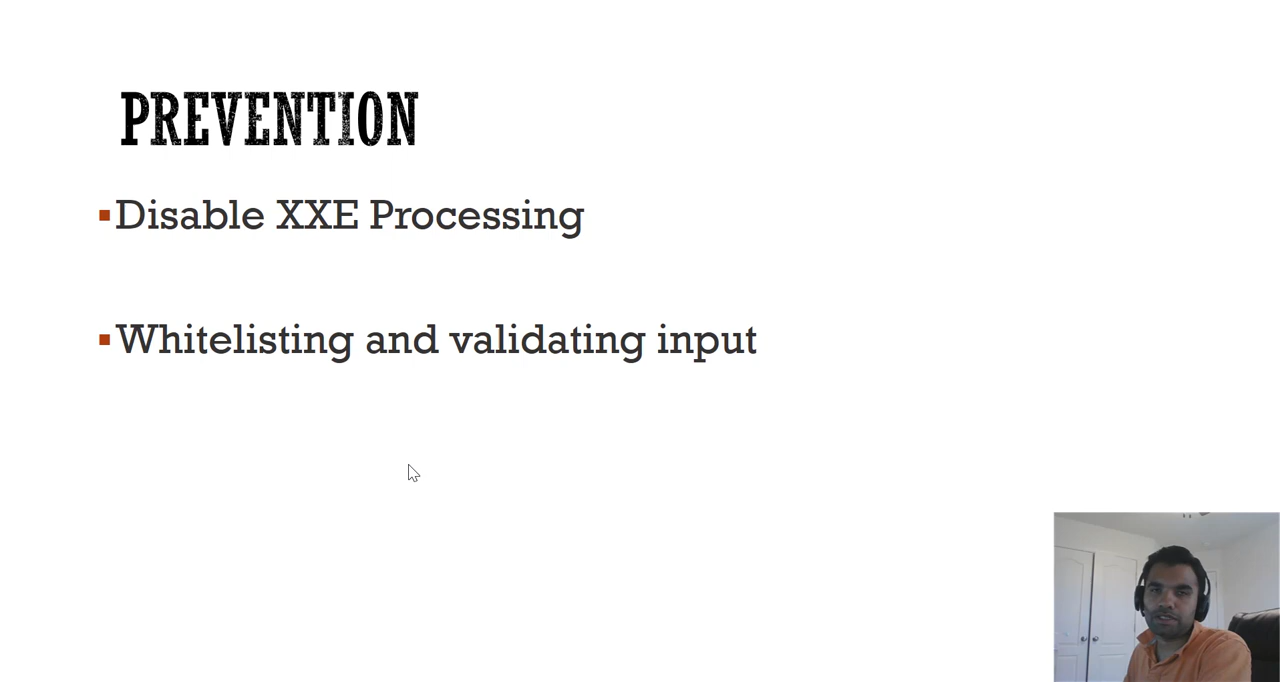 PREVENTION
Disable XXE Processing
Whitelisting and validating input